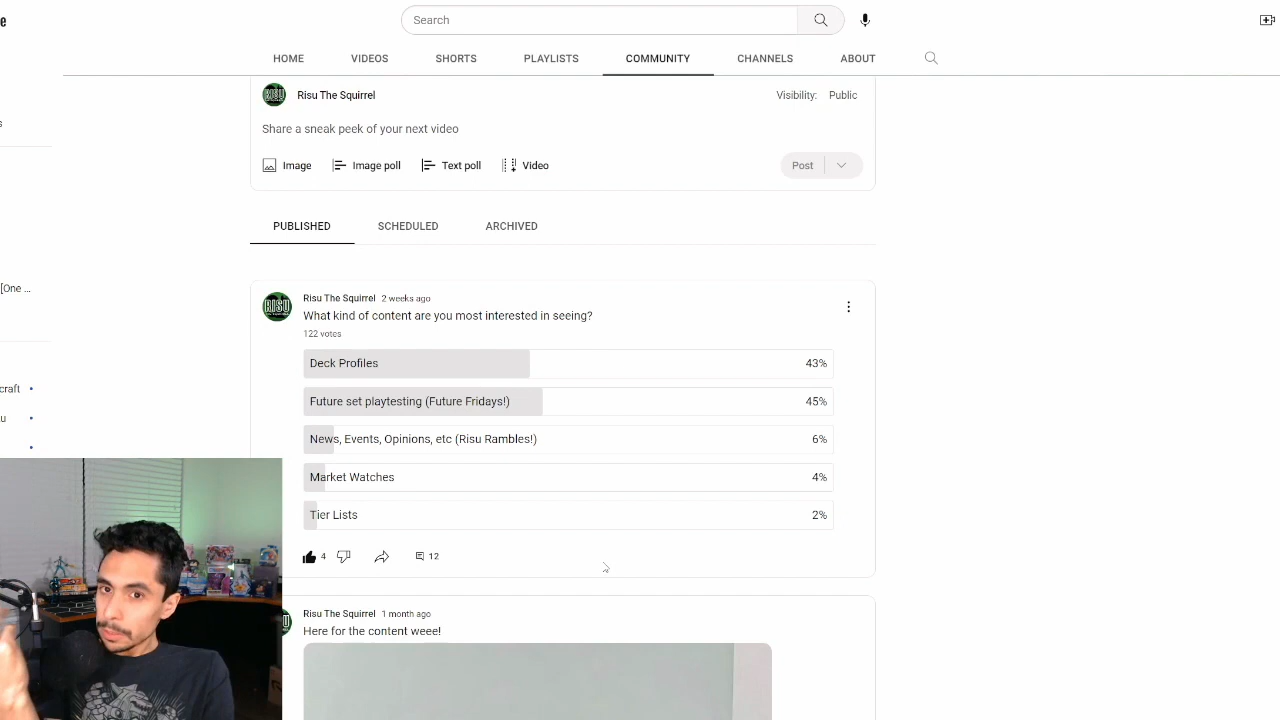 e
Search
HOME VIDEOS SHORTS PLAYLISTS COMMUNITY CHANNELS ABOUT
Risu The Squirrel Visibility: Public
s
Share a sneak peek of your next video
Image Image poll Text poll Video Post
PUBLISHED SCHEDULED ARCHIVED
[One ...
RISU Risu The Squirrel 2 weeks ago
What kind of content are you most interested in seeing?
122 votes
Deck Profiles 43%
craft
Future set playtesting (Future Fridays!) 45%
u
News, Events, Opinions, etc (Risu Rambles!) 6%
Market Watches 4%
Tier Lists 2%
4 12
Risu The Squirrel 1 month ago
Here for the content weee!